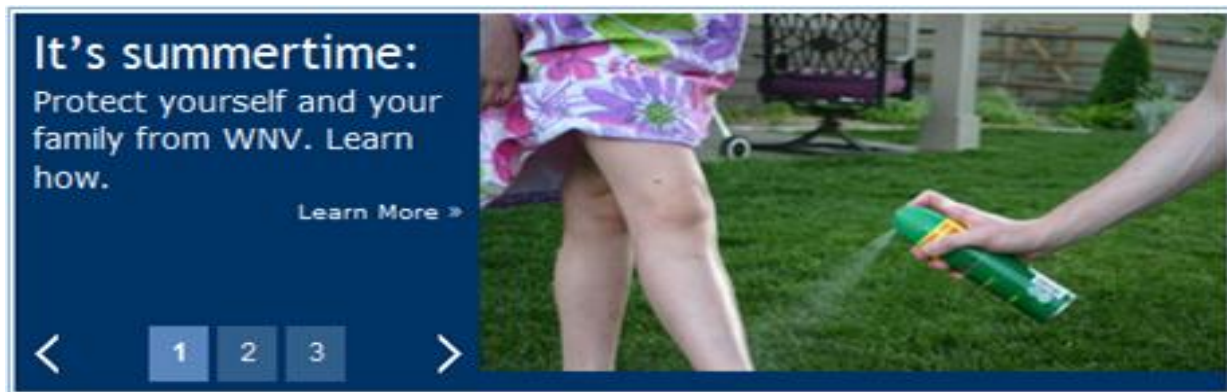 It's summertime:
Protect yourself and your
family from WNV. Learn
how.
Learn More »
1 2 3